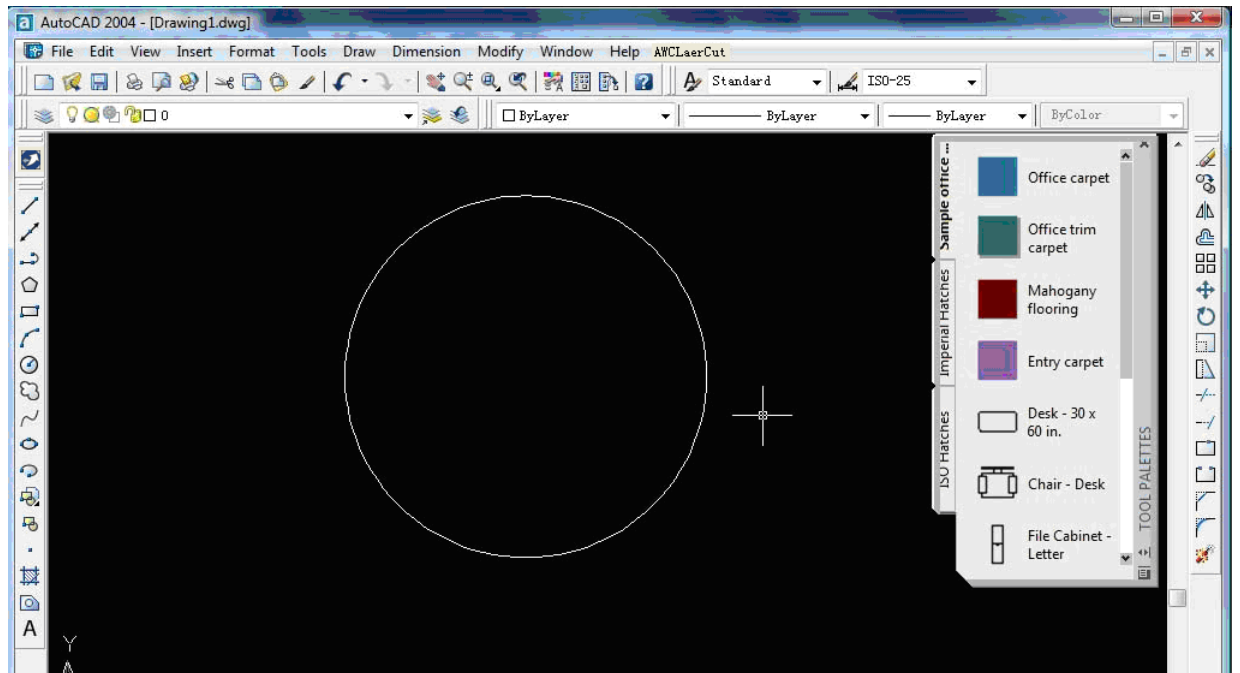 AutoCAD 2004 - [Drawing1.dwg]
File Edit View Insert Format Tools Draw Dimension Modify Window Help AWCLaerCut
Standard ISO-25
0 ByLayer ByLayer ByLayer ByColor
Sample office ...
Imperial Hatches
ISO Hatches
Office carpet
Office trim
carpet
Mahogany
flooring
Entry carpet
Desk - 30 x
60 in.
Chair - Desk
File Cabinet -
Letter
TOOL PALETTES
A
Y